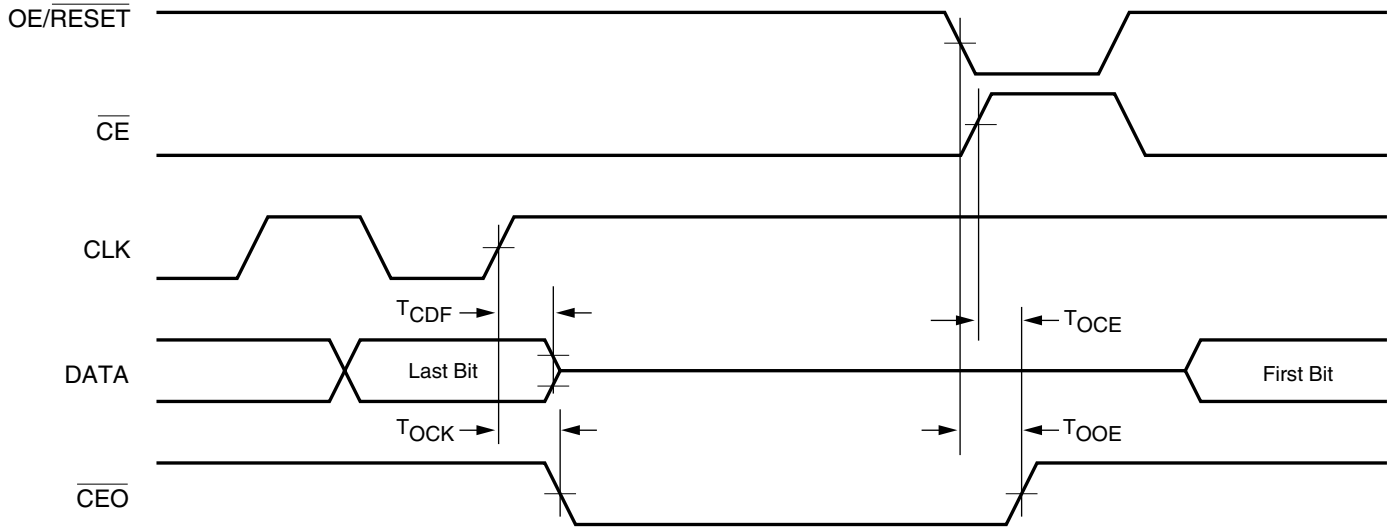 OE/RESET
CE
CLK
TCDF
TOCE
DATA
Last Bit
First Bit
TOCK
TOOE
CEO